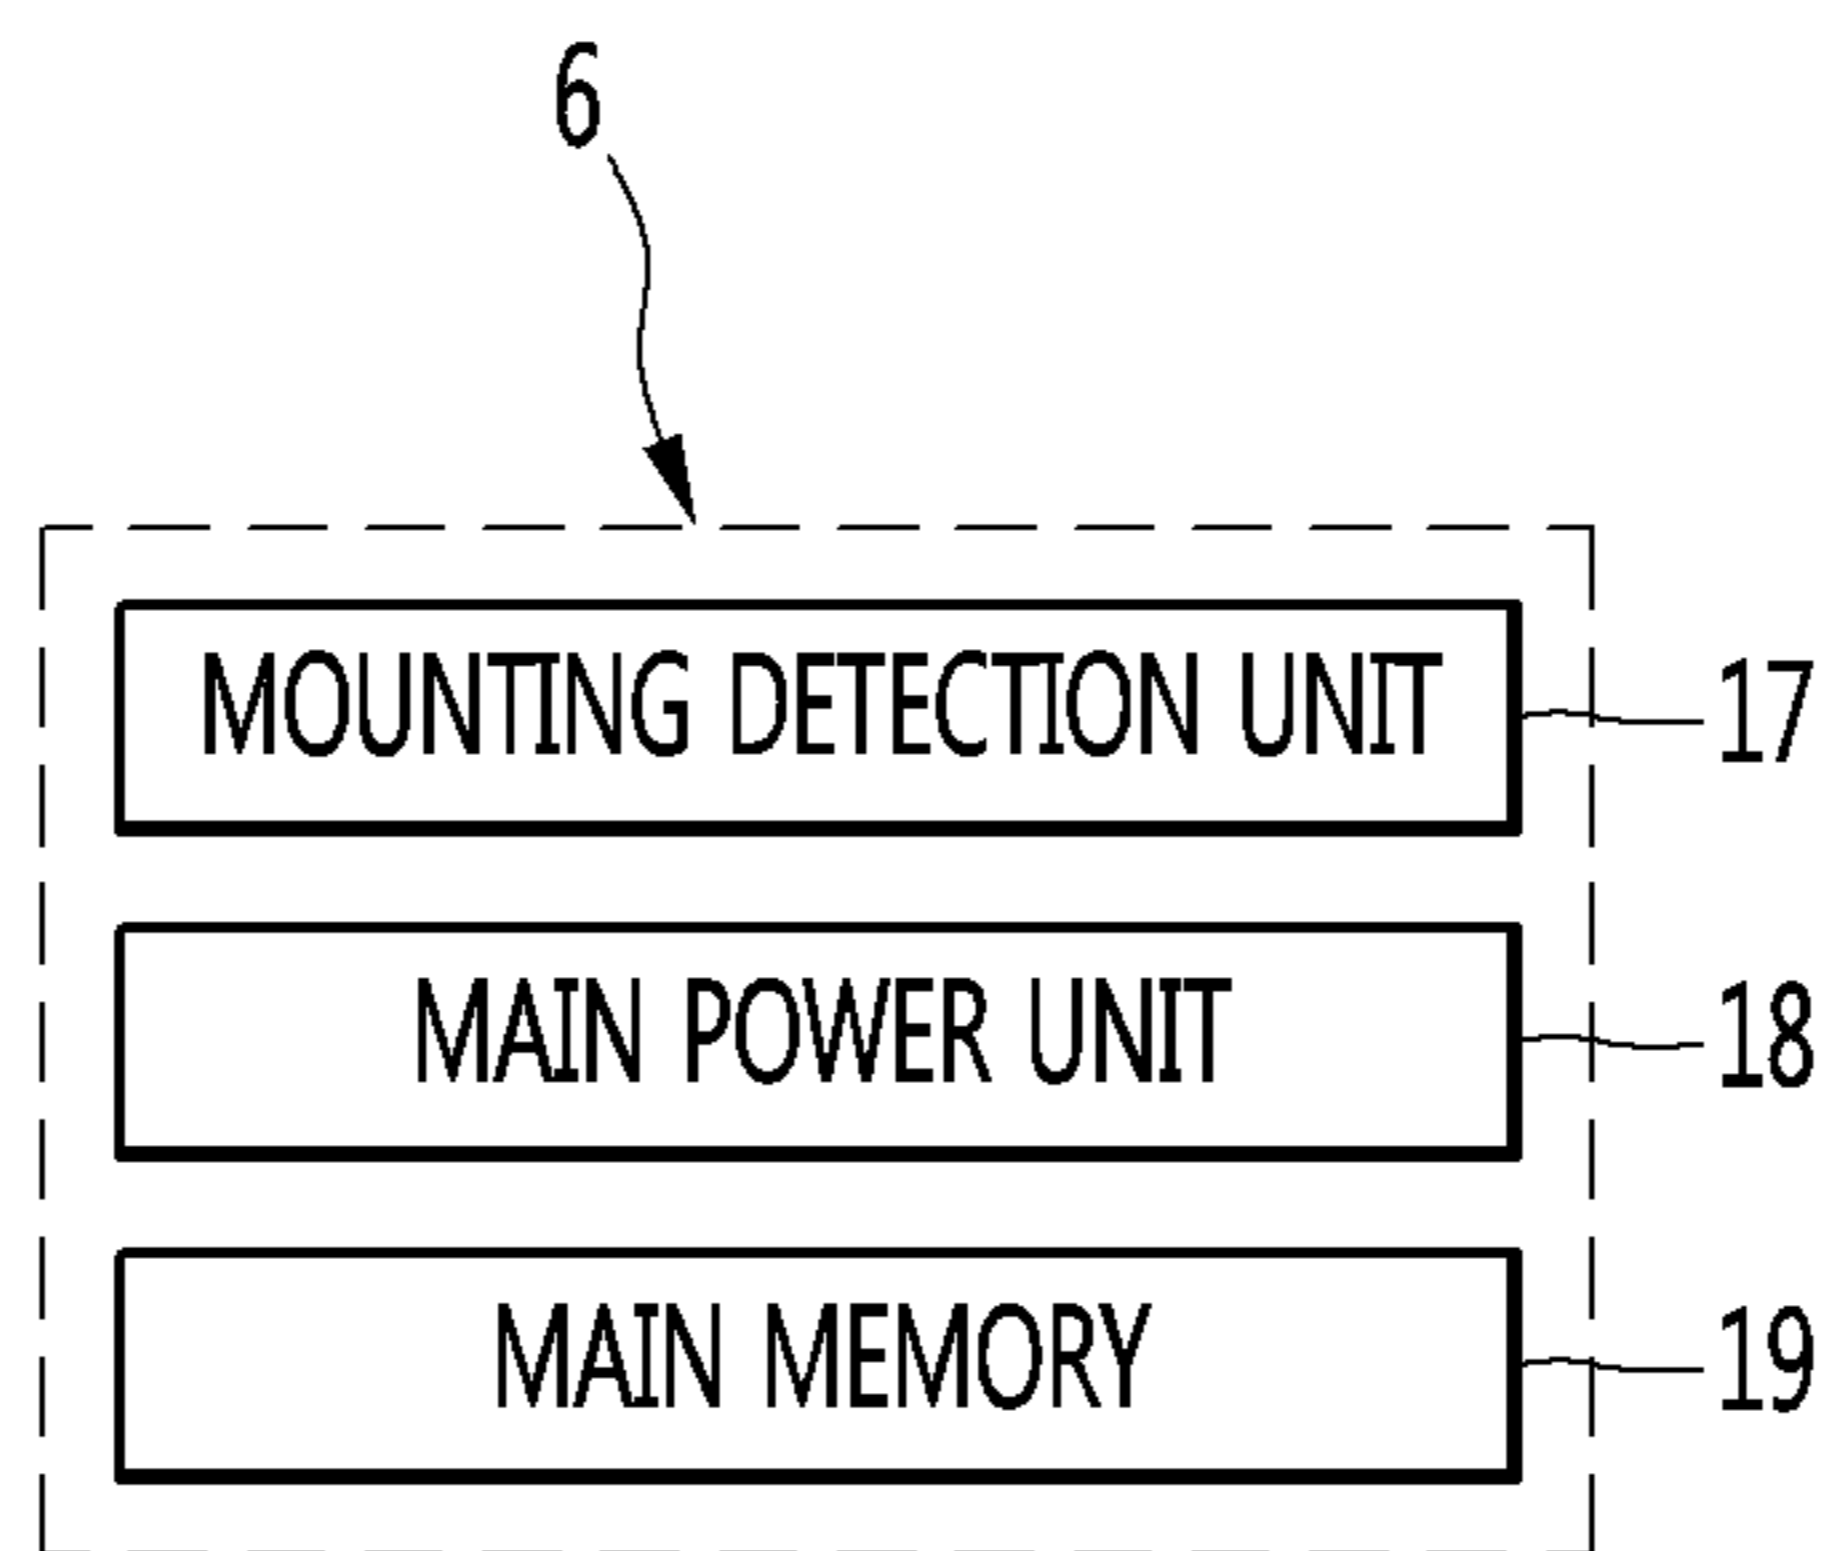 6
MOUNTING DETECTION UNIT 17
MAIN POWER UNIT 18
MAIN MEMORY 19